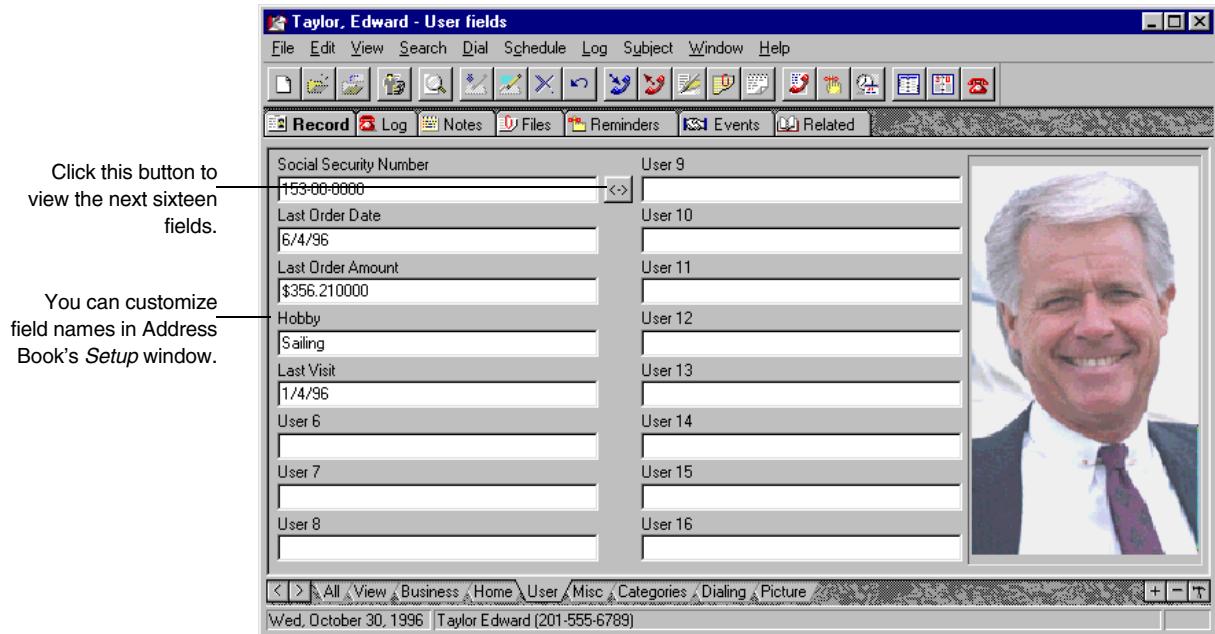 Taylor, Edward - User fields
File Edit View Search Dial Schedule Log Subject Window Help
Record Log Notes Files Reminders Events Related
Click this button to
view the next sixteen
fields.
You can customize
field names in Address
Book's Setup window.
Social Security Number
153-00-0000
<->
Last Order Date
6/4/96
Last Order Amount
$356.210000
Hobby
Sailing
Last Visit
1/4/96
User 6
User 7
User 8
User 9
User 10
User 11
User 12
User 13
User 14
User 15
User 16
< > All View Business Home User Misc Categories Dialing Picture + -
Wed, October 30, 1996 Taylor Edward (201-555-6789)